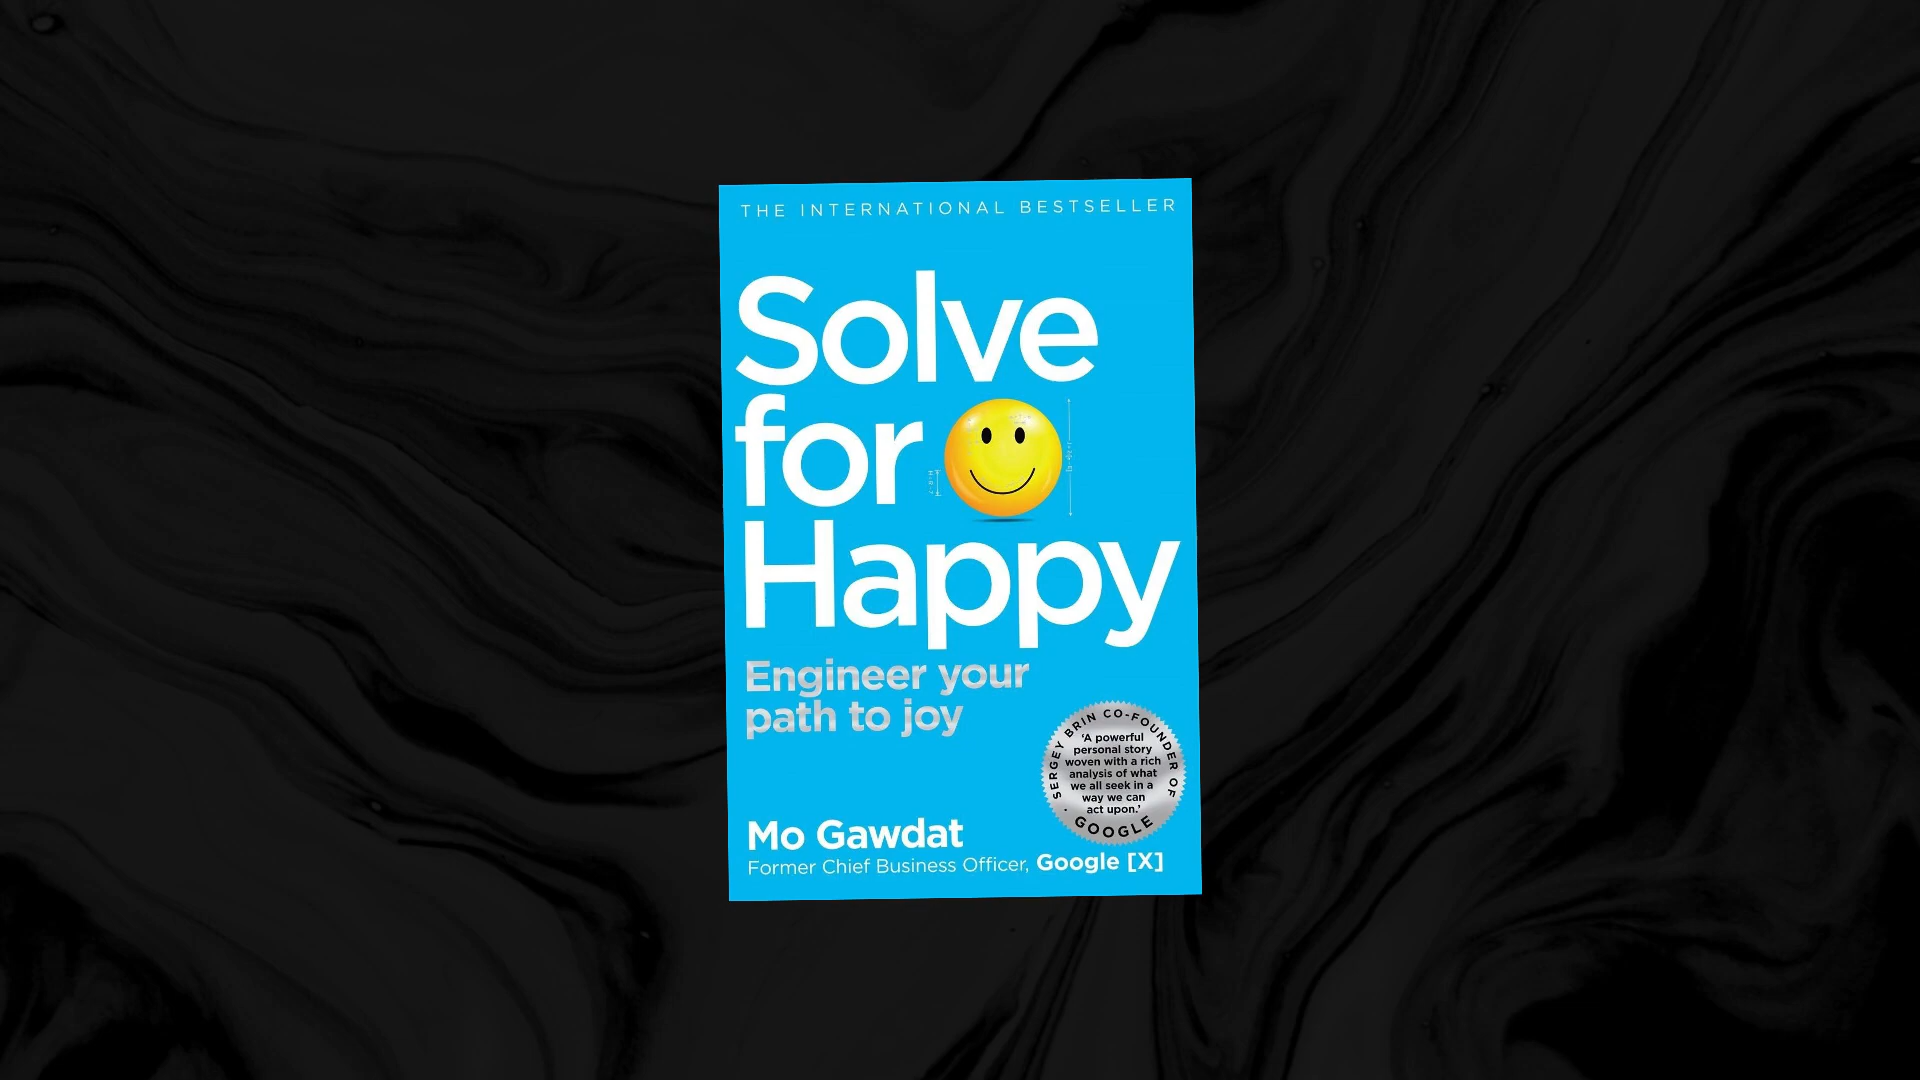 THE INTERNATIONAL BESTSELLER
Solve
for
Happy
Engineer your
path to joy
SERGEY BRIN CO-FOUNDER OF
GOOGLE
'A powerful
personal story
woven with a rich
analysis of what
we all seek in a
way we can
act upon.'
Mo Gawdat
Former Chief Business Officer, Google [X]